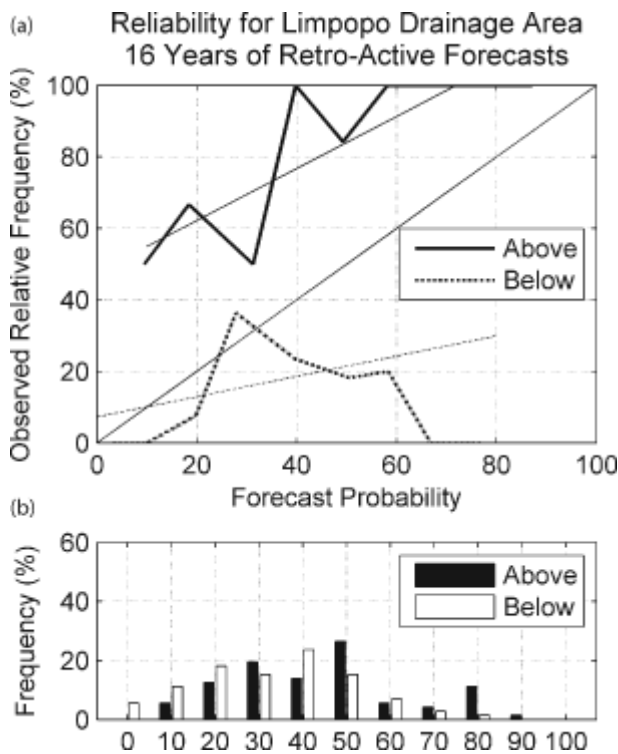 (a)
Reliability for Limpopo Drainage Area
16 Years of Retro-Active Forecasts
Observed Relative Frequency (%)
100
80
60
40
20
0
Above
Below
0 20 40 60 80 100
Forecast Probability
(b)
Frequency (%)
60
40
20
0
Above
Below
0 10 20 30 40 50 60 70 80 90 100